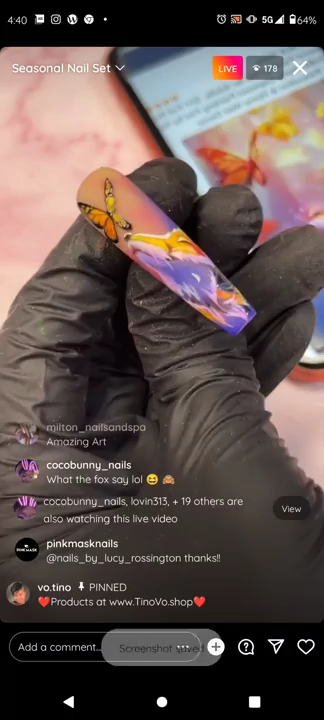 4:40
5G
64%
Seasonal Nail Set
LIVE
178
milton_nailsandspa
Amazing Art
cocobunny_nails
What the fox say lol 😆 🙈
cocobunny_nails, lovin313, + 19 others are
also watching this live video
View
PINKMASK
pinkmasknails
@nails_by_lucy_rossington thanks!!
vo.tino 📌 PINNED
❤️Products at www.TinoVo.shop❤️
Add a comment...
Screenshot saved